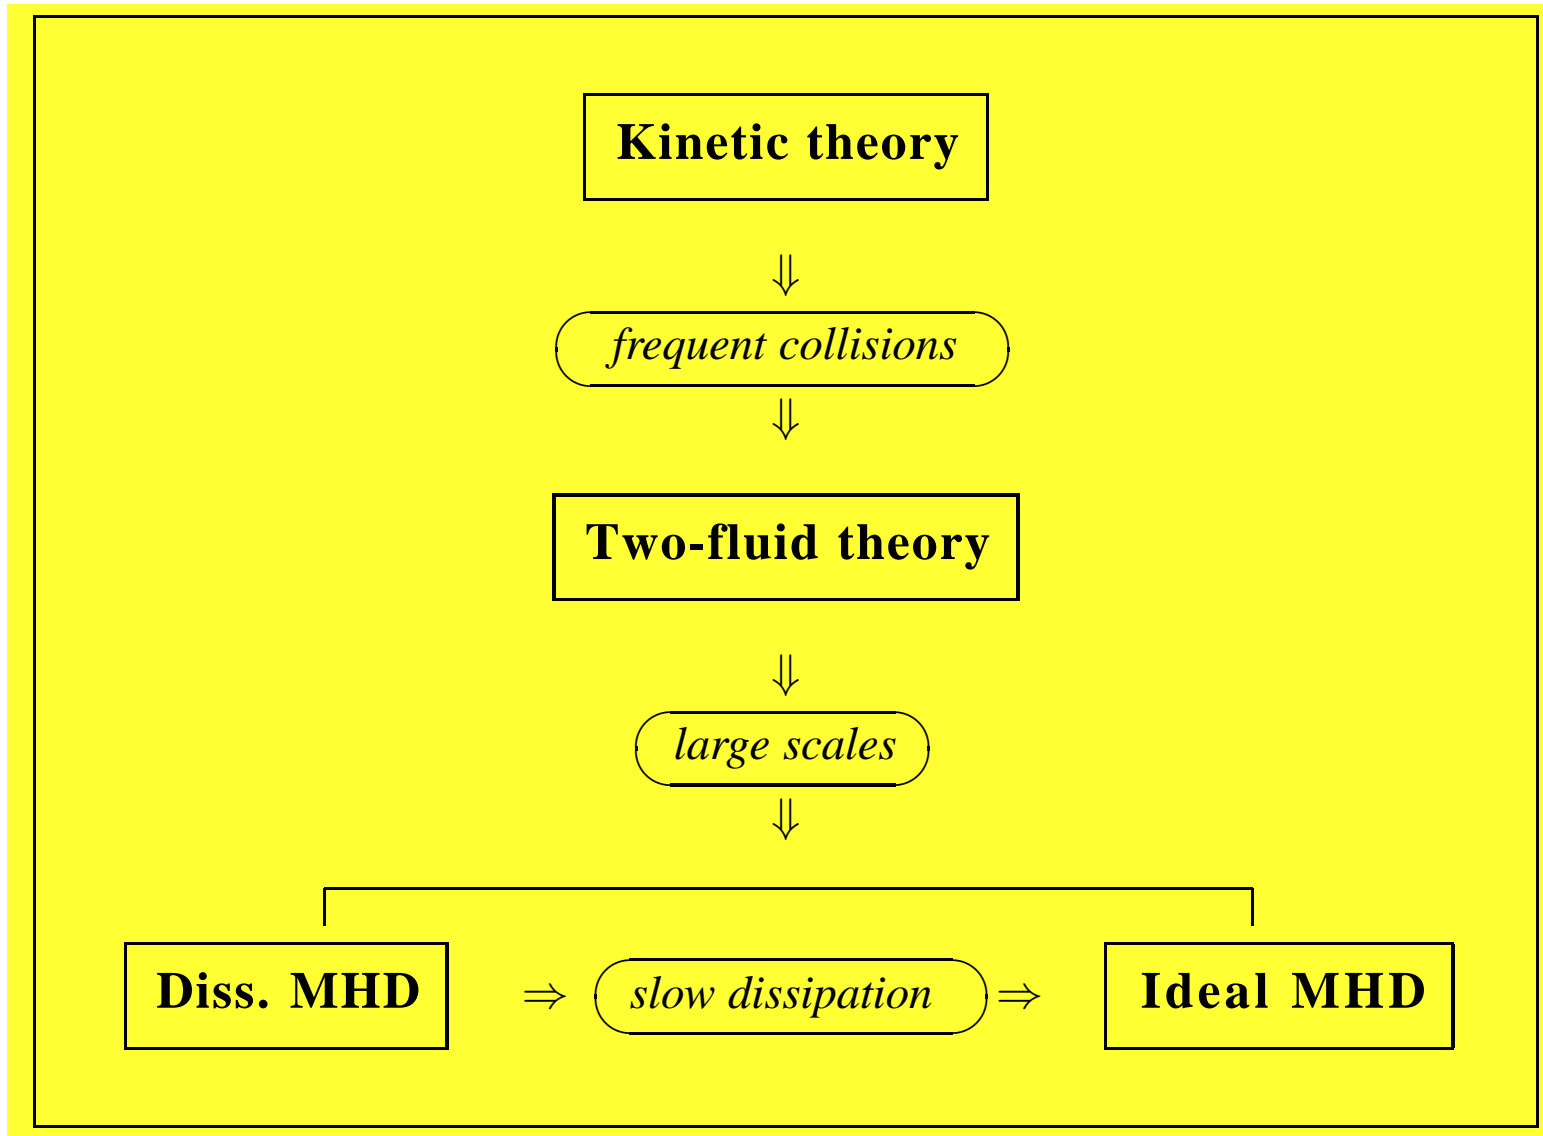 Kinetic theory
⇓
frequent collisions
⇓
Two-fluid theory
⇓
large scales
⇓
Diss. MHD ⇒ slow dissipation ⇒ Ideal MHD